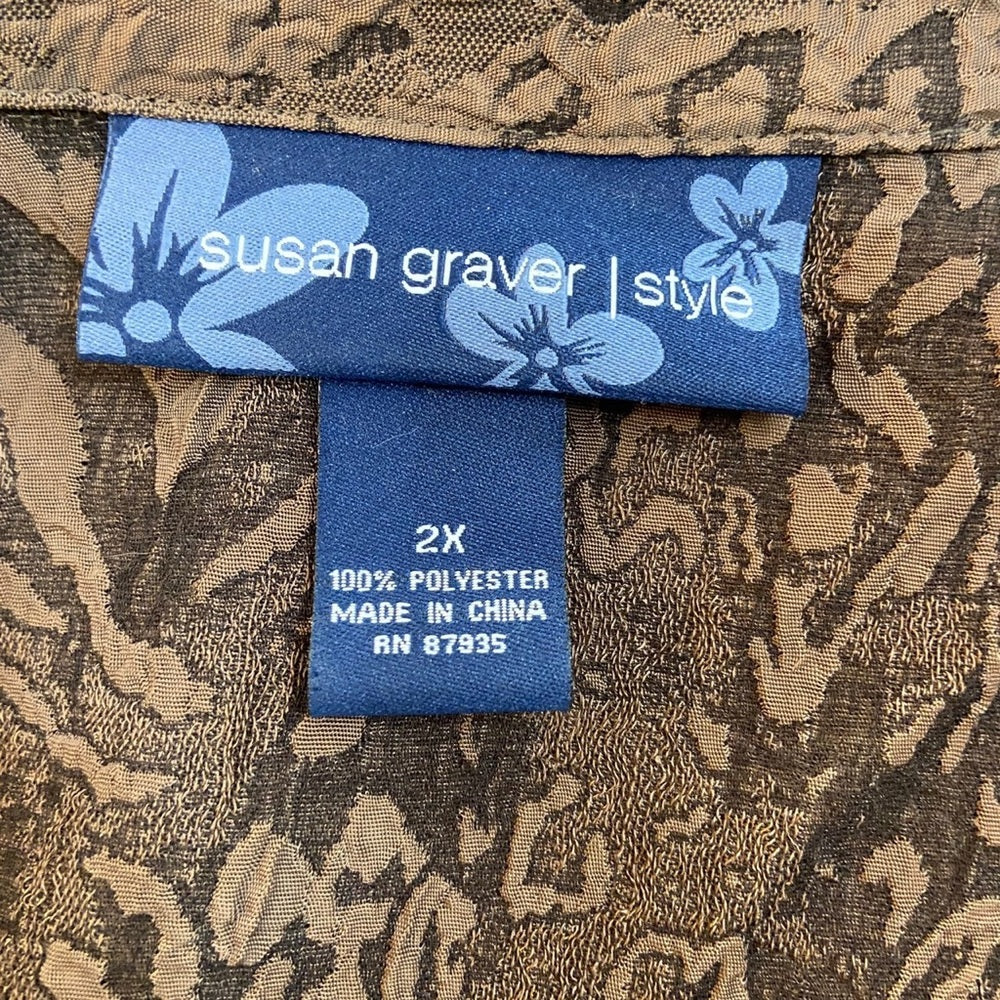 susan graver | style
2X
100% POLYESTER
MADE IN CHINA
RN 87935